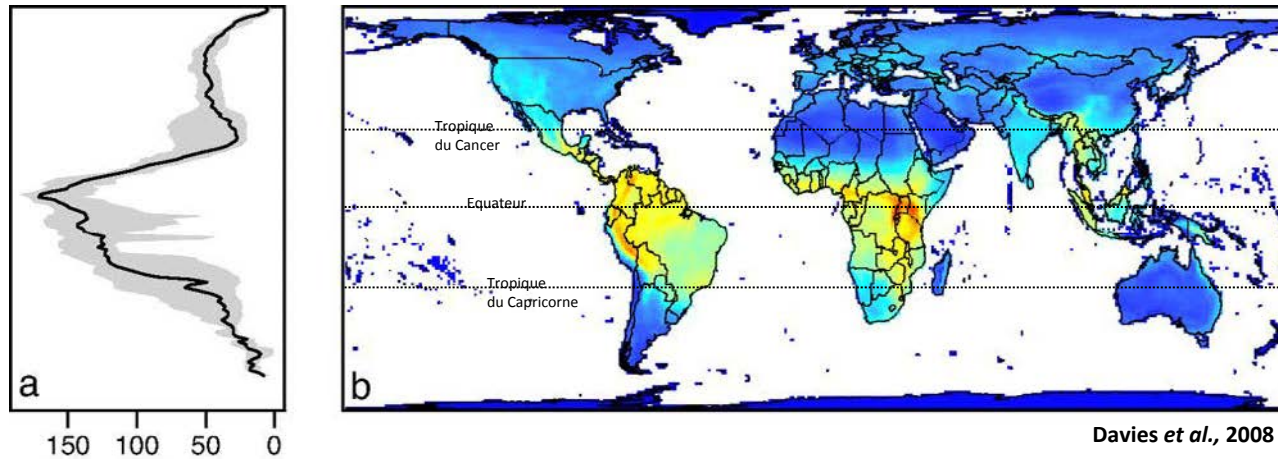 a
150 100 50 0
b
Tropique
du Cancer
Equateur
Tropique
du Capricorne
Davies et al., 2008